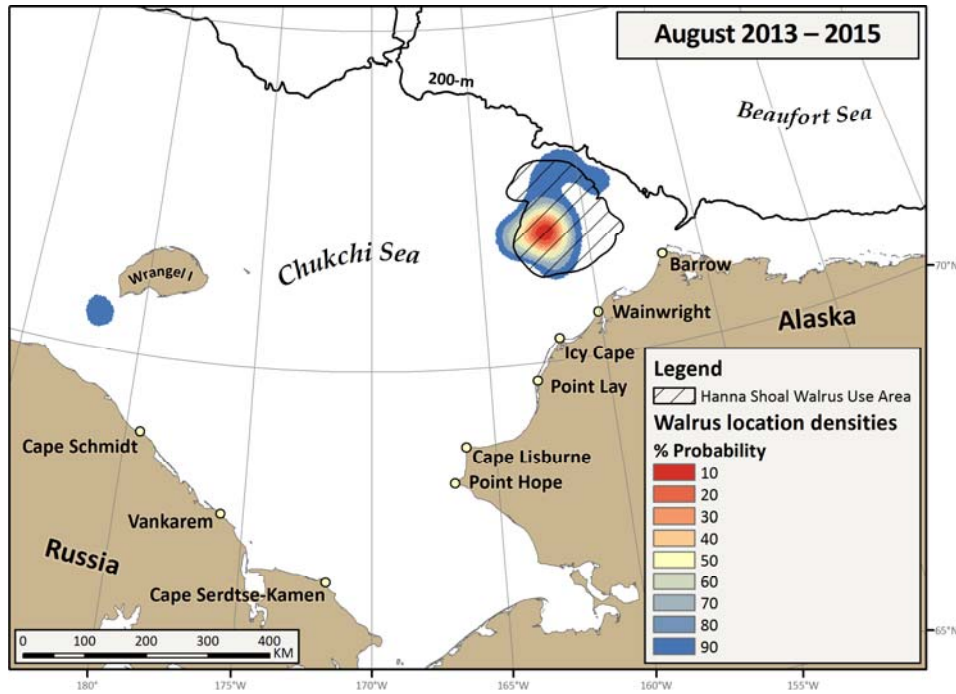 August 2013 – 2015
200-m
Beaufort Sea
Chukchi Sea
Wrangel I
70°N
Barrow
Wainwright
Alaska
Icy Cape
Point Lay
Cape Schmidt
Cape Lisburne
Point Hope
Vankarem
Russia
Cape Serdtse-Kamen
Legend
Hanna Shoal Walrus Use Area
Walrus location densities
% Probability
10
20
30
40
50
60
70
80
90
0 100 200 300 400
KM
65°N
180° 175°W 170°W 165°W 160°W